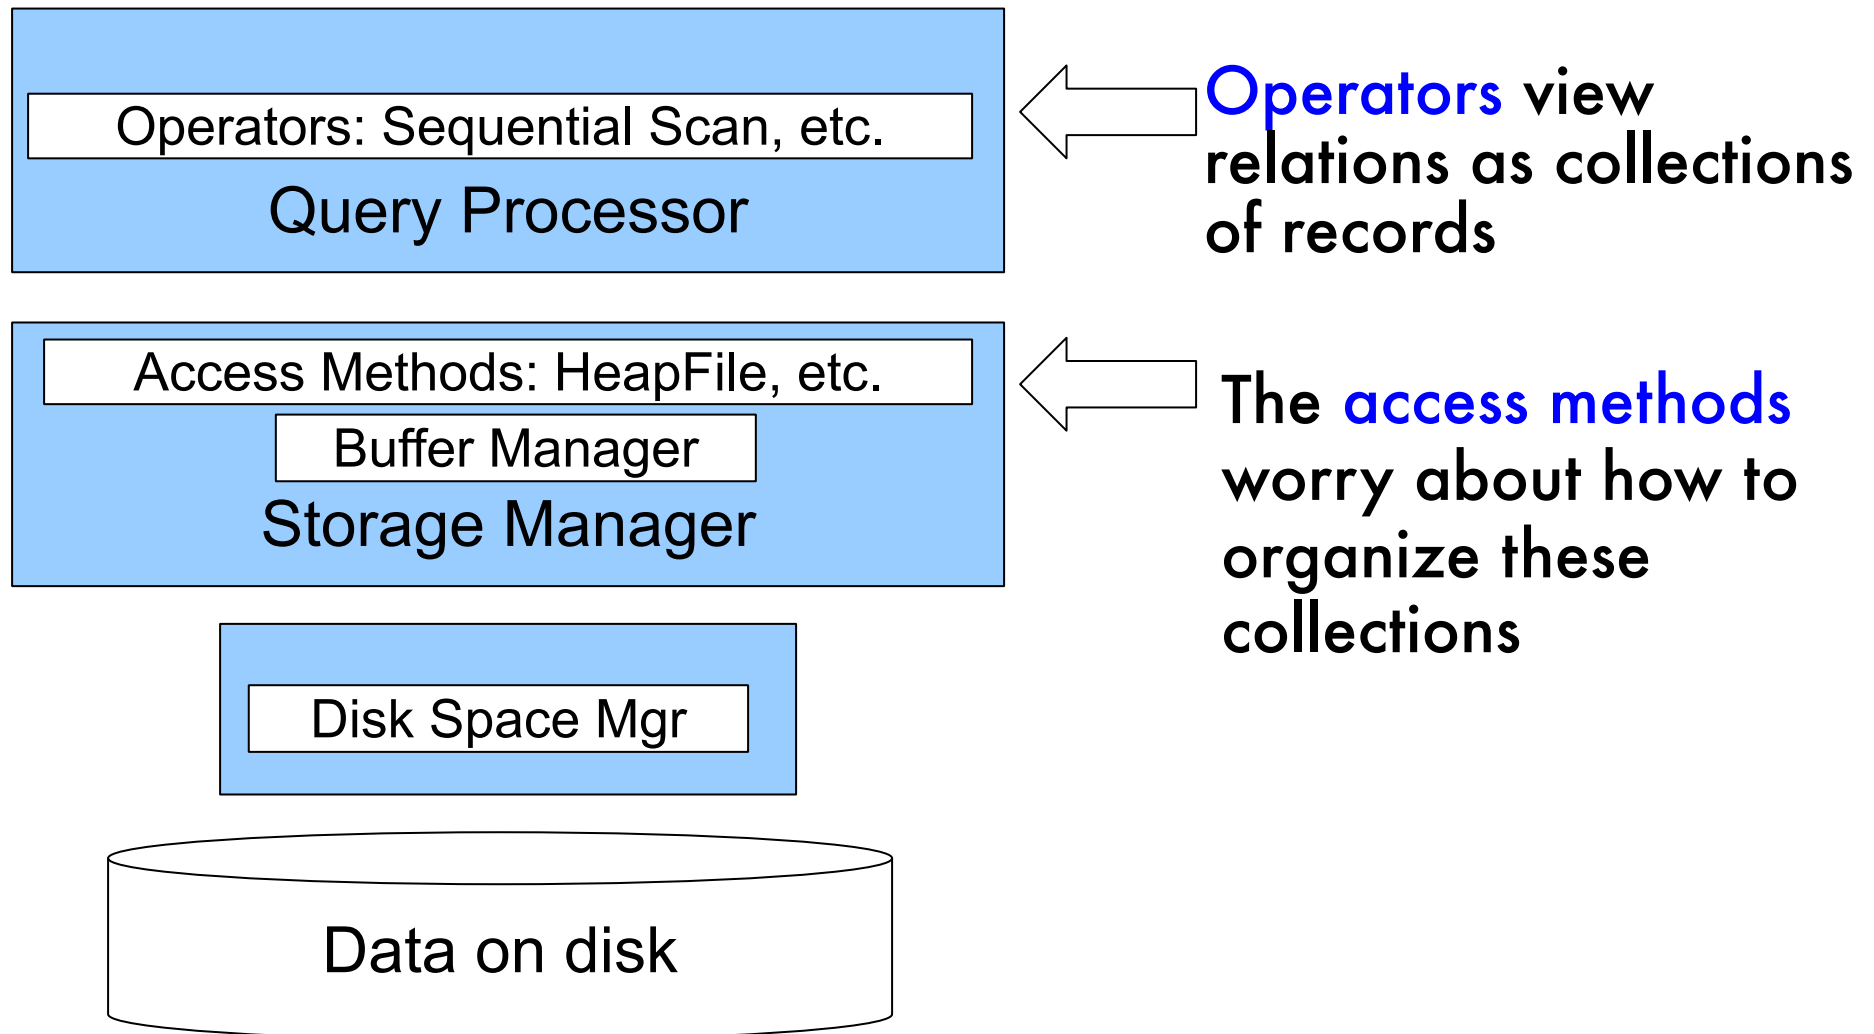 Operators: Sequential Scan, etc.
Query Processor
Operators view
relations as collections
of records
Access Methods: HeapFile, etc.
Buffer Manager
Storage Manager
The access methods
worry about how to
organize these
collections
Disk Space Mgr
Data on disk